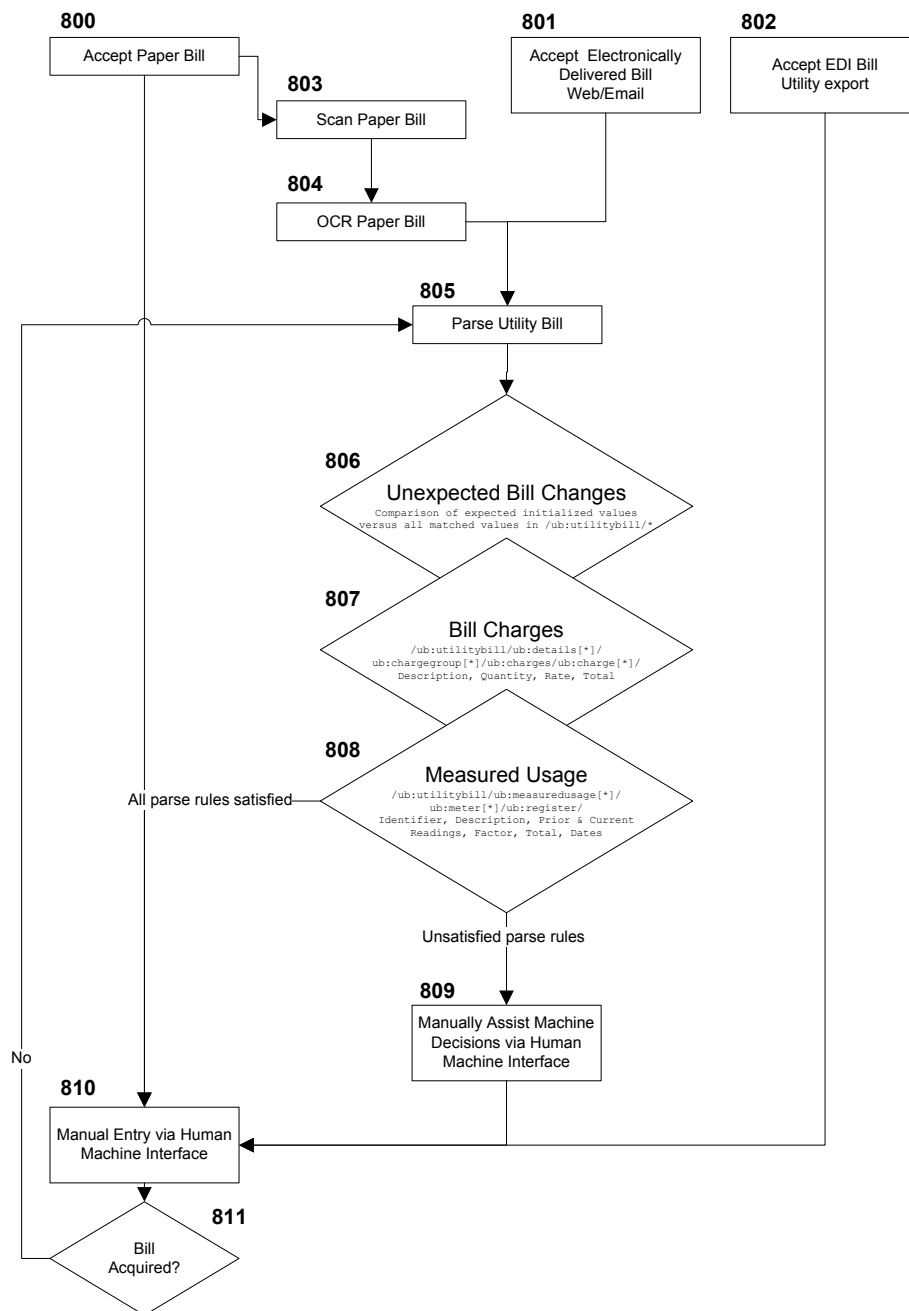 800
Accept Paper Bill
801
Accept Electronically
Delivered Bill
Web/Email
802
Accept EDI Bill
Utility export
803
Scan Paper Bill
804
OCR Paper Bill
805
Parse Utility Bill
806
Unexpected Bill Changes
Comparison of expected initialized values
versus all matched values in /ub:utilitybill/*
807
Bill Charges
/ub:utilitybill/ub:details[*]/
ub:chargegroup[*]/ub:charges/ub:charge[*]/
Description, Quantity, Rate, Total
808
Measured Usage
/ub:utilitybill/ub:measuredusage[*]/
ub:meter[*]/ub:register/
Identifier, Description, Prior & Current
Readings, Factor, Total, Dates
All parse rules satisfied
Unsatisfied parse rules
809
Manually Assist Machine
Decisions via Human
Machine Interface
No
810
Manual Entry via Human
Machine Interface
811
Bill
Acquired?